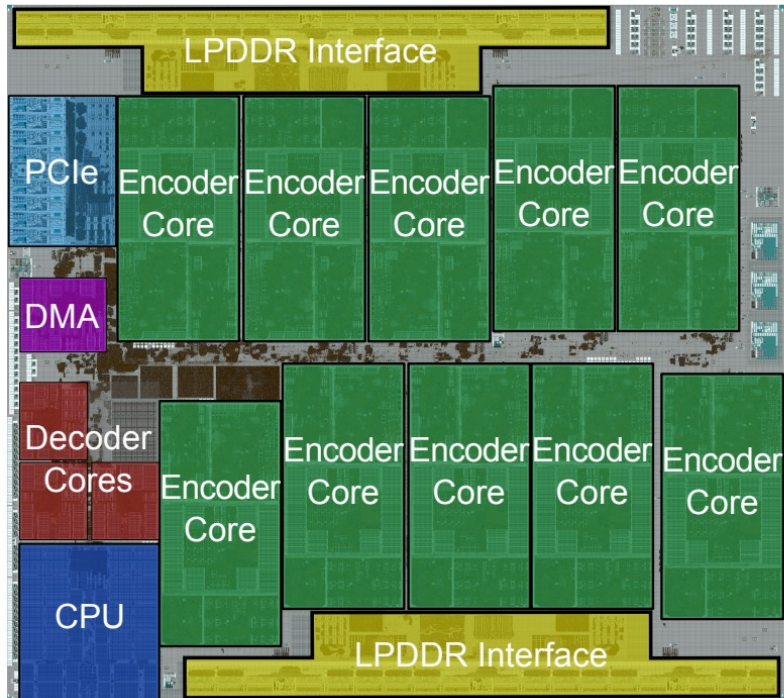 LPDDR Interface
PCIe
Encoder
Core
Encoder
Core
Encoder
Core
Encoder
Core
Encoder
Core
DMA
Decoder
Cores
Encoder
Core
Encoder
Core
Encoder
Core
Encoder
Core
Encoder
Core
CPU
LPDDR Interface